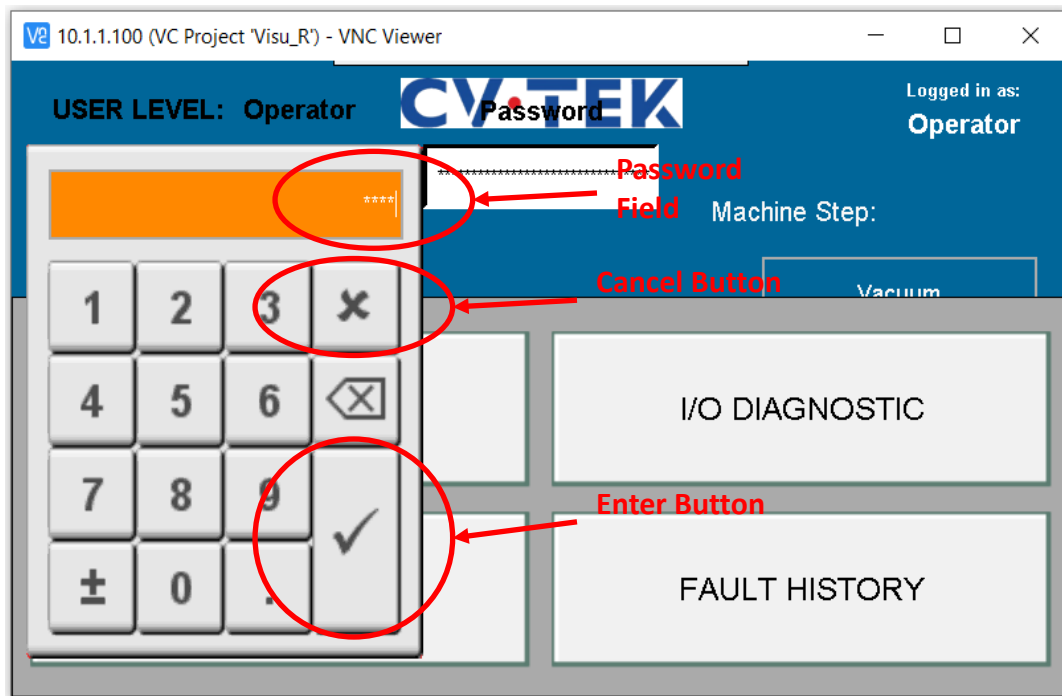 10.1.1.100 (VC Project 'Visu_R') - VNC Viewer
USER LEVEL: Operator
CV·TEK
Password
Logged in as:
Operator
****
**********************************
Password
Field
Machine Step:
Cancel Button
Vacuum
1 2 3
4 5 6
I/O DIAGNOSTIC
7 8 9
Enter Button
± 0 .
FAULT HISTORY